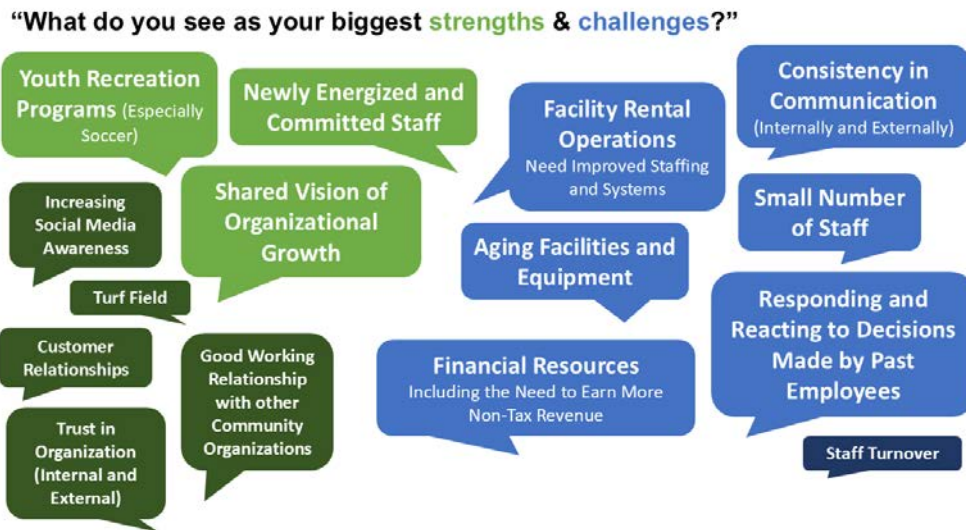 “What do you see as your biggest strengths & challenges?”
Youth Recreation
Programs (Especially
Soccer)
Newly Energized and
Committed Staff
Shared Vision of
Organizational
Growth
Increasing
Social Media
Awareness
Turf Field
Customer
Relationships
Good Working
Relationship
with other
Community
Organizations
Trust in
Organization
(Internal and
External)
Facility Rental
Operations
Need Improved Staffing
and Systems
Consistency in
Communication
(Internally and Externally)
Small Number
of Staff
Aging Facilities and
Equipment
Responding and
Reacting to Decisions
Made by Past
Employees
Financial Resources
Including the Need to Earn More
Non-Tax Revenue
Staff Turnover